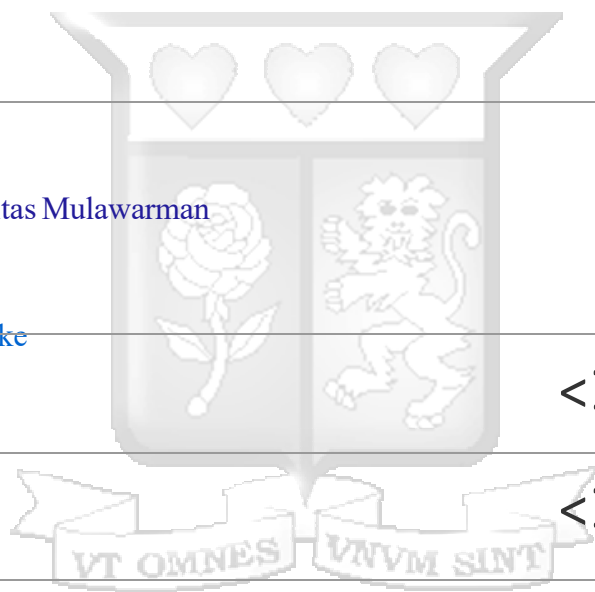 tas Mulawarman
ke
<
<
VT OMNES VNVM SINT